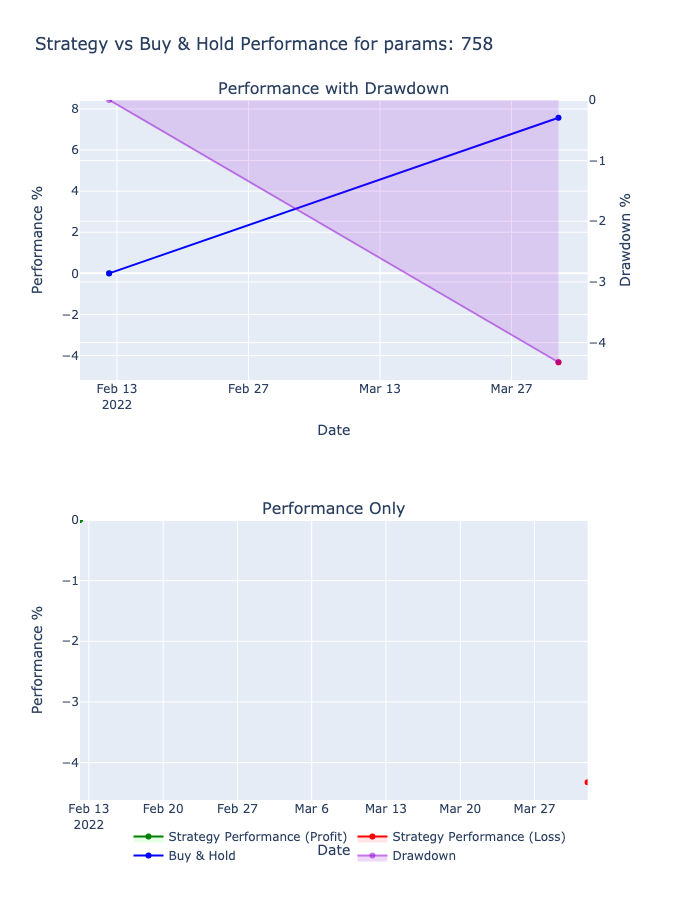 Strategy vs Buy & Hold Performance for params: 758
Performance with Drawdown
8
6
4
2
0
−2
−4
Performance %
0
−1
−2
−3
−4
Drawdown %
Feb 13
2022
Feb 27
Mar 13
Mar 27
Date
Performance Only
0
−1
−2
−3
−4
Performance %
Feb 13
2022
Feb 20
Feb 27
Mar 6
Mar 13
Mar 20
Mar 27
Date
Strategy Performance (Profit)
Strategy Performance (Loss)
Buy & Hold
Drawdown